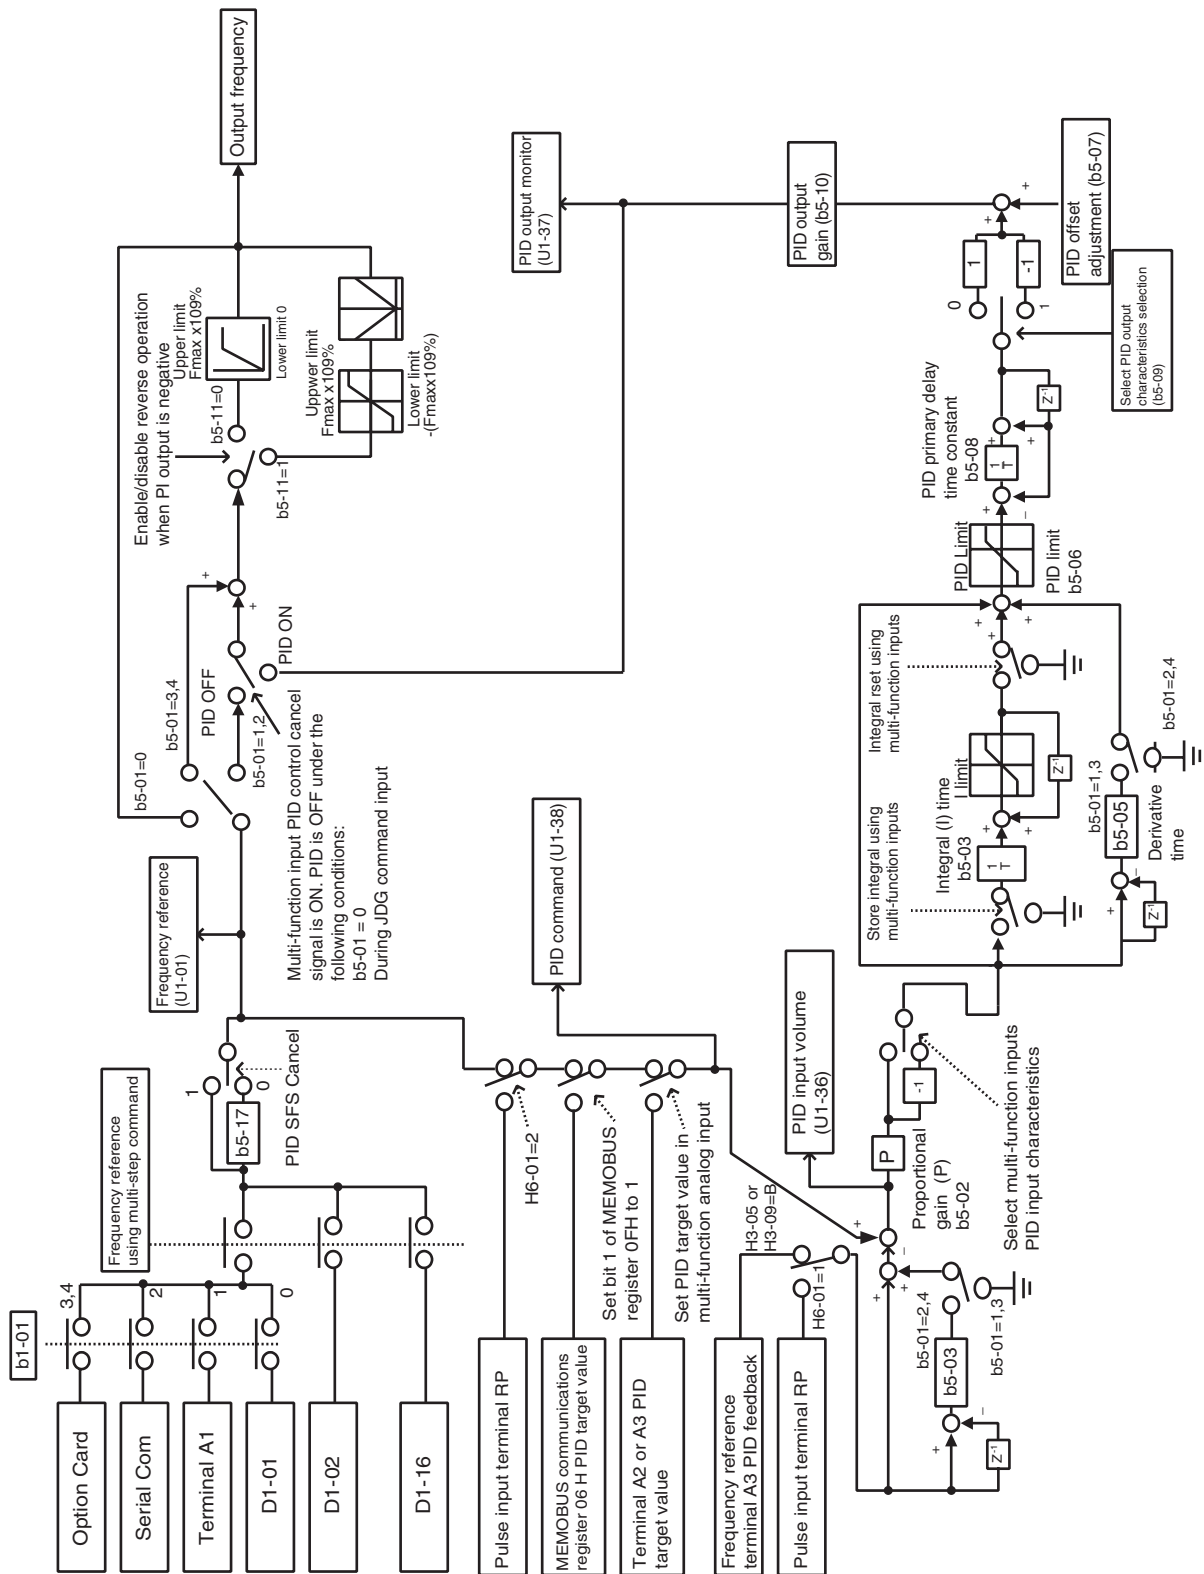 Option Card
Serial Com
Terminal A1
D1-01
D1-02
D1-16
b1-01
3,4
2
1
0
Frequency reference
using multi-step command
b5-17
1
0
PID SFS Cancel
Frequency reference
(U1-01)
b5-01=0
b5-01=3,4
PID OFF
b5-01=1,2
PID ON
+
+
Multi-function input PID control cancel
signal is ON. PID is OFF under the
following conditions:
b5-01 = 0
During JDG command input
Enable/disable reverse operation
when PI output is negative
b5-11=0
b5-11=1
Upper limit
Fmax x109%
Lower limit 0
Uppwer limit
Fmax x109%
Lower limit
-(Fmaxx109%)
Output frequency
Pulse input terminal RP
MEMOBUS communications
register 06 H PID target value
Terminal A2 or A3 PID
target value
H6-01=2
Set bit 1 of MEMOBUS
register 0FH to 1
Set PID target value in
multi-function analog input
PID command (U1-38)
PID output monitor
(U1-37)
Frequency reference
terminal A3 PID feedback
Pulse input terminal RP
H3-05 or
H3-09=B
H6-01=1
PID input volume
(U1-36)
+
-
+
+
b5-01=2,4
b5-03
b5-01=1,3
+
-
Z-1
P
Proportional
gain (P)
b5-02
-1
Select multi-function inputs
PID input characteristics
Store integral using
multi-function inputs
Integral (I) time
b5-03
1
T
+
+
I limit
Z-1
Integral rset using
multi-function inputs
+
+
+
b5-01=1,3
b5-05
Derivative
time
b5-01=2,4
+
-
Z-1
PID Limit
PID limit
b5-06
PID primary delay
time constant
b5-08
+
-
1
T
+
+
Z-1
0
1
1
-1
Select PID output
characteristics selection
(b5-09)
+
+
PID offset
adjustment (b5-07)
PID output
gain (b5-10)